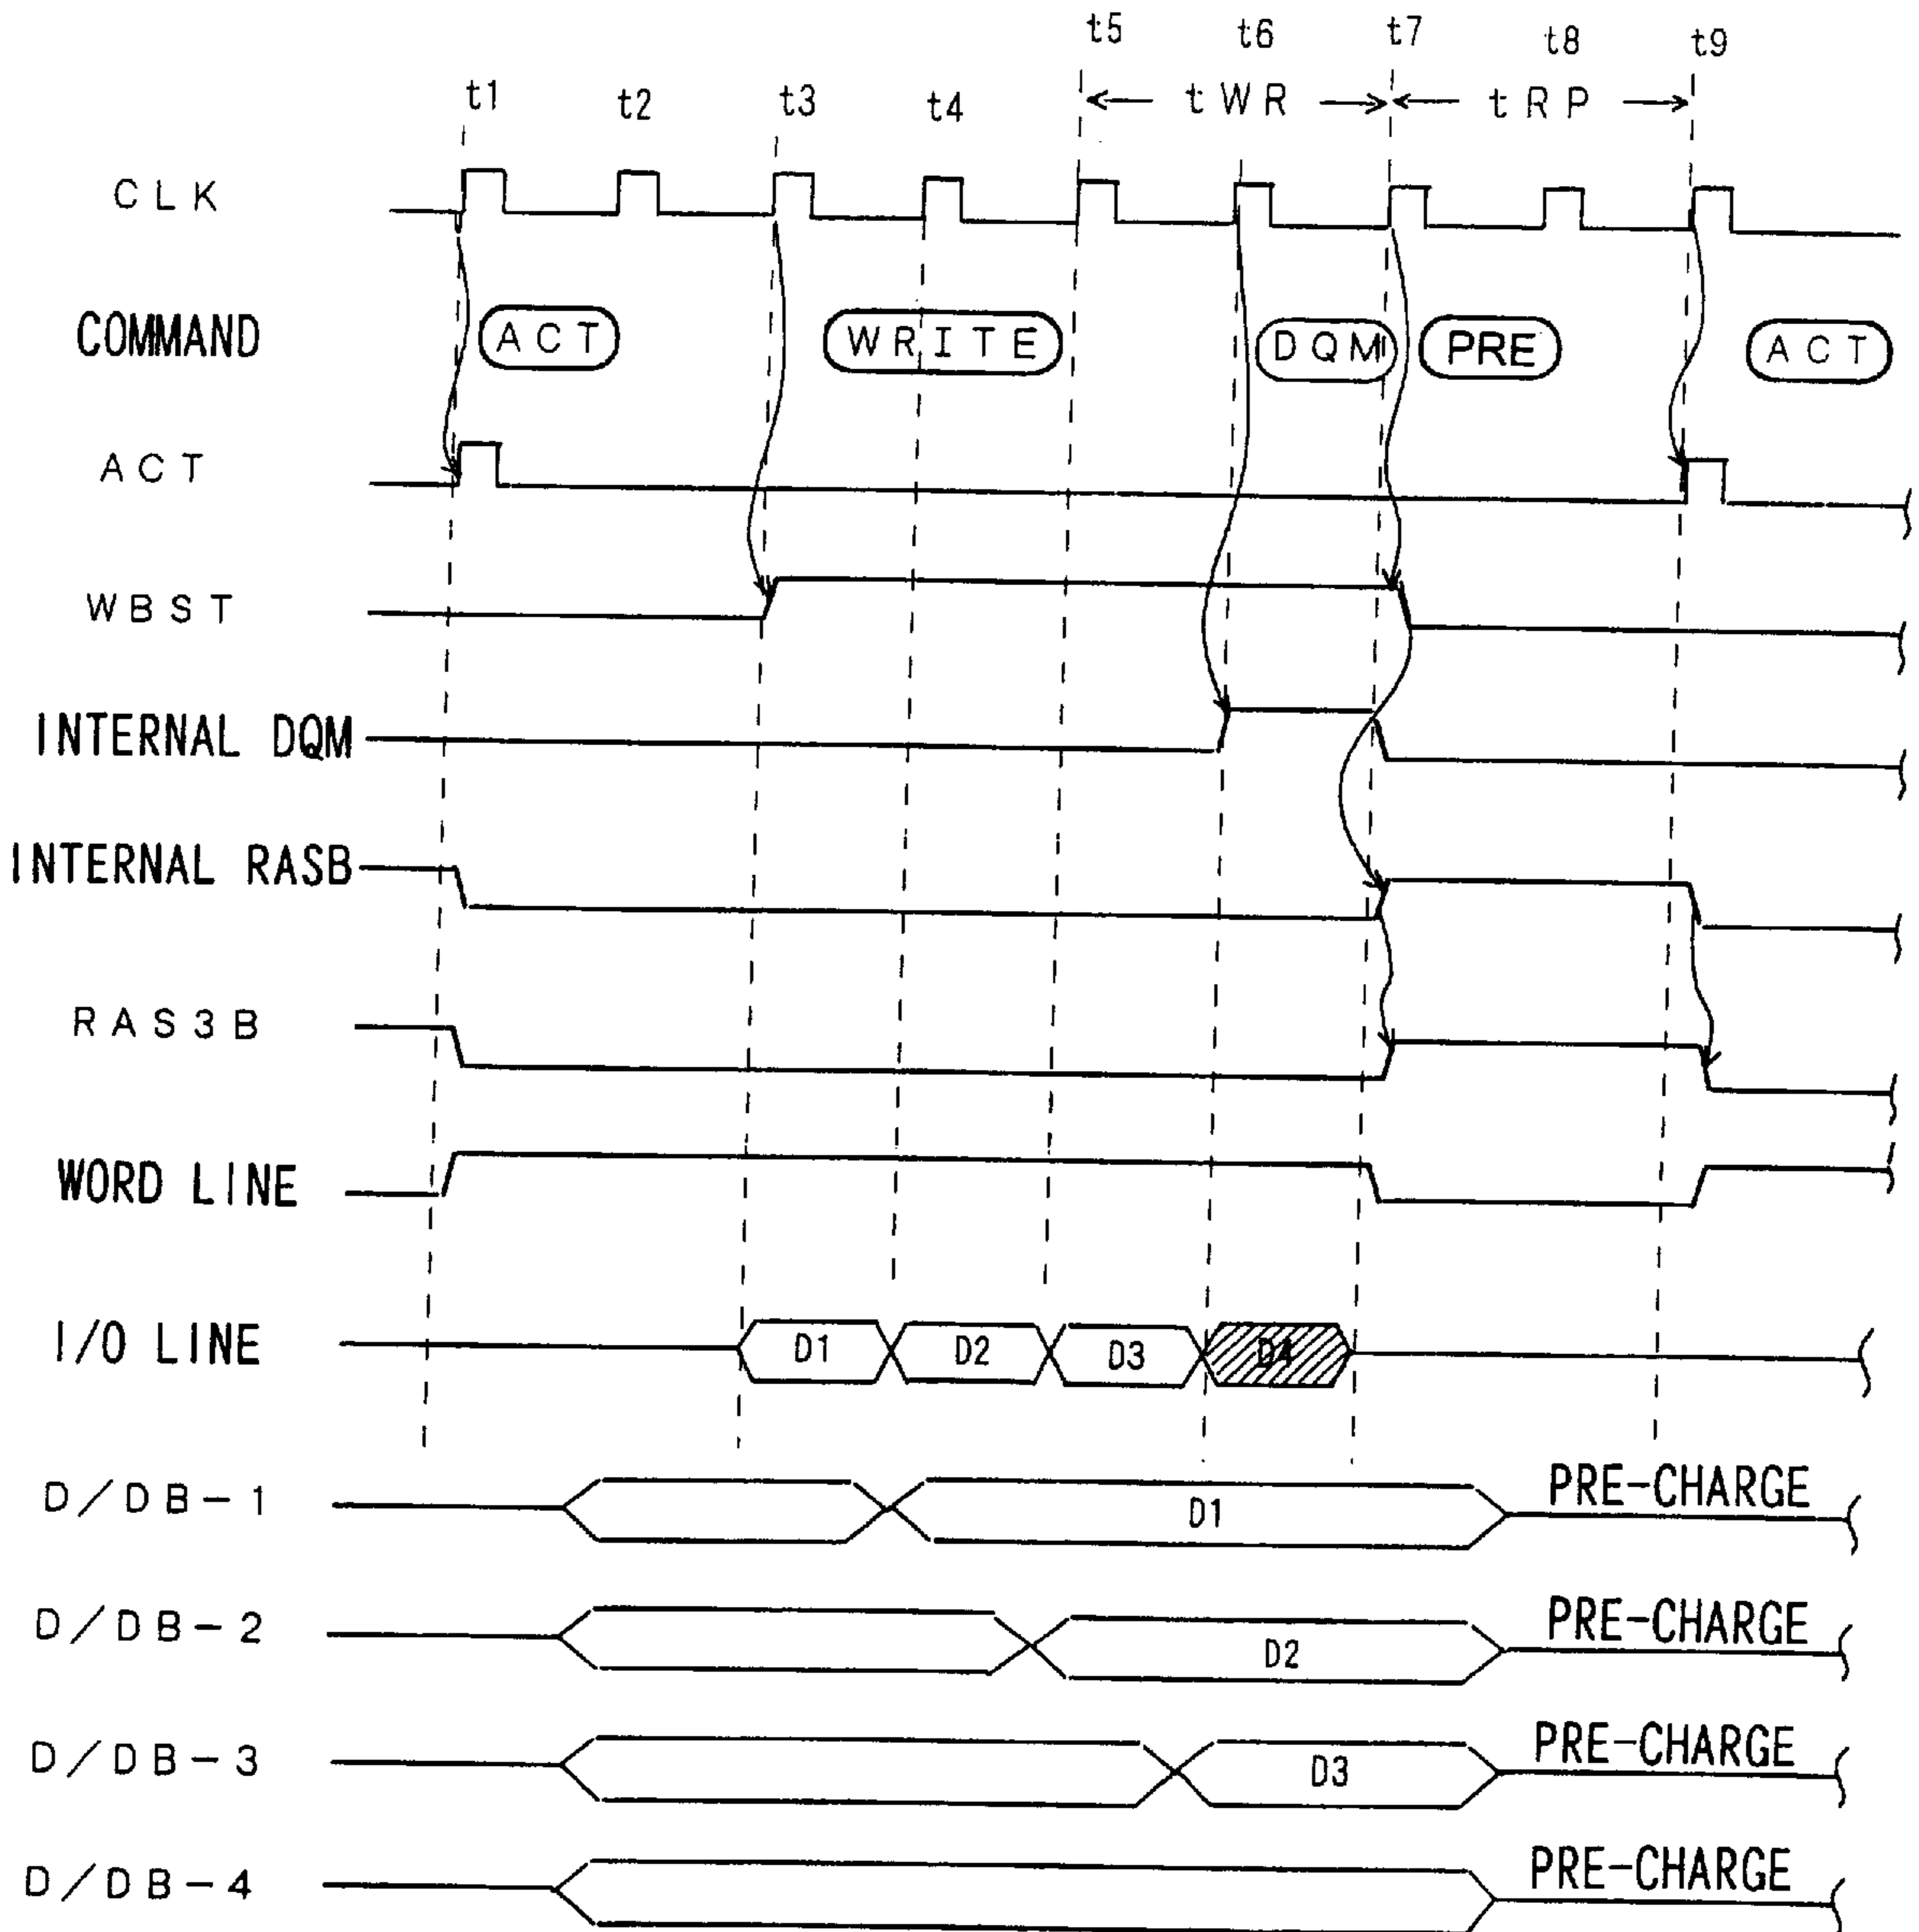 t5 t6 t7 t8 t9
t1 t2 t3 t4 tWR tRP
CLK
COMMAND ACT WRITE DQM PRE ACT
ACT
WBST
INTERNAL DQM
INTERNAL RASB
RAS3B
WORD LINE
I/O LINE D1 D2 D3 D4
D/DB-1 D1 PRE-CHARGE
D/DB-2 D2 PRE-CHARGE
D/DB-3 D3 PRE-CHARGE
D/DB-4 PRE-CHARGE